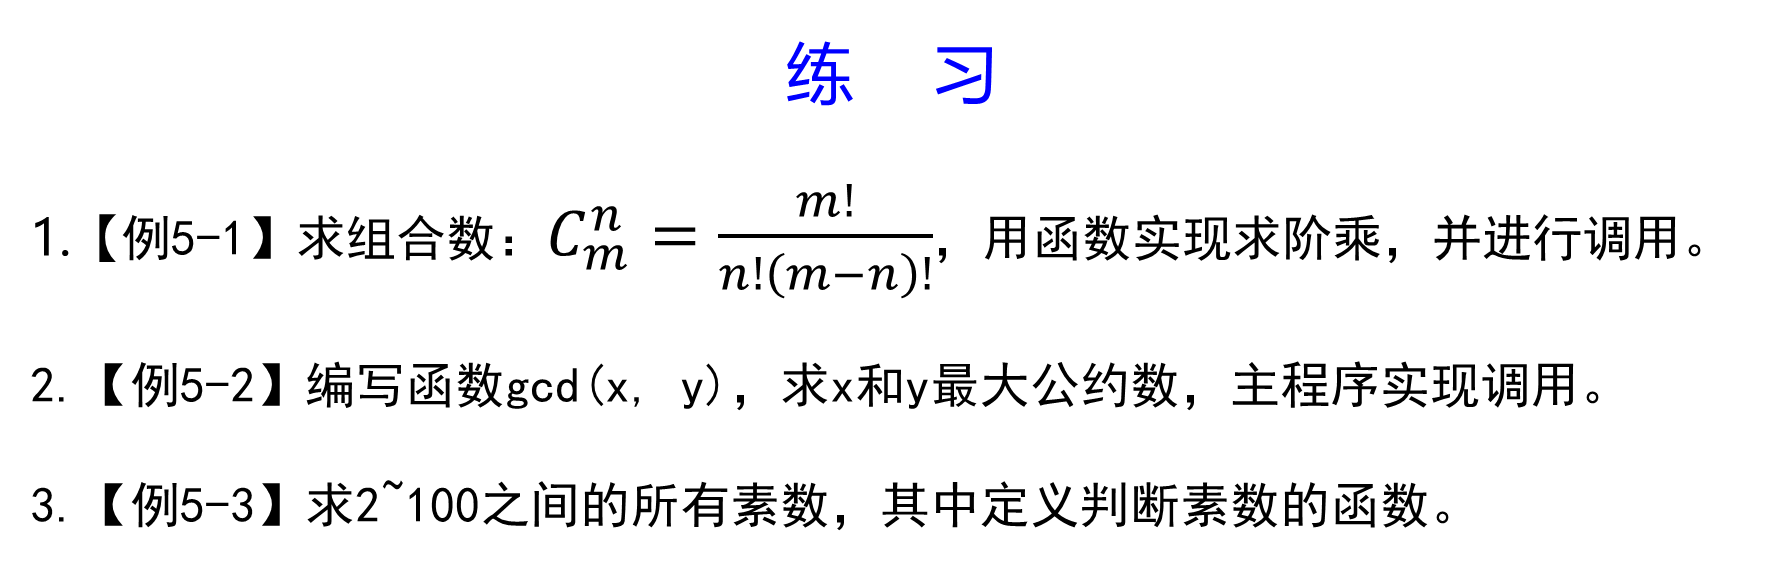 练 习
1.【例5-1】求组合数：$C_m^n = \frac{m!}{n!(m-n)!}$，用函数实现求阶乘，并进行调用。
2.【例5-2】编写函数gcd(x, y)，求x和y最大公约数，主程序实现调用。
3.【例5-3】求2~100之间的所有素数，其中定义判断素数的函数。